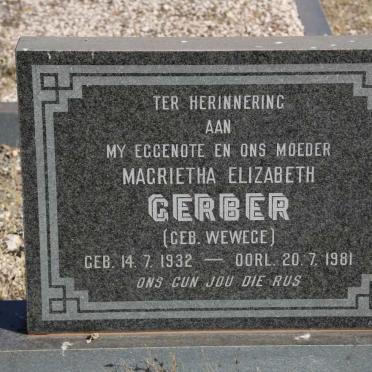 TER HERINNERING
AAN
MY EGGENOTE EN ONS MOEDER
MAGRIETHA ELIZABETH
GERBER
(GEB. WEWEGE)
GEB. 14. 7. 1932 — OORL. 20. 7. 1981
ONS GUN JOU DIE RUS